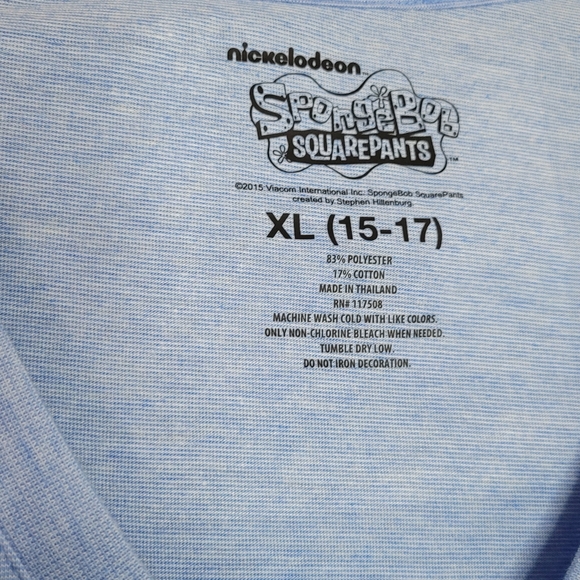 nickelodeon
SpongeBob
SQUAREPANTS™
©2015 Viacom International Inc. SpongeBob SquarePants
created by Stephen Hillenburg.
XL (15-17)
83% POLYESTER
17% COTTON
MADE IN THAILAND
RN# 117508
MACHINE WASH COLD WITH LIKE COLORS.
ONLY NON-CHLORINE BLEACH WHEN NEEDED.
TUMBLE DRY LOW.
DO NOT IRON DECORATION.